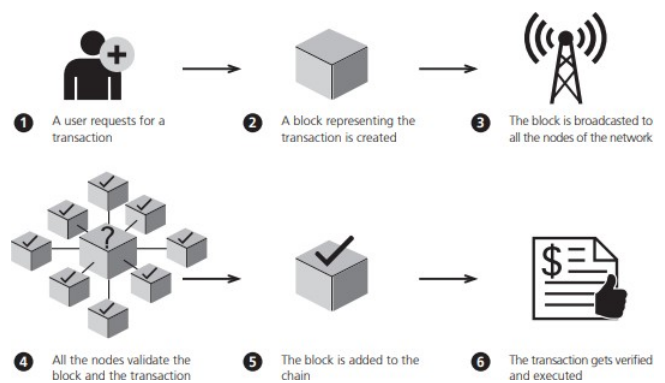 1 A user requests for a
transaction
2 A block representing the
transaction is created
3 The block is broadcasted to
all the nodes of the network
?
$
4 All the nodes validate the
block and the transaction
5 The block is added to the
chain
6 The transaction gets verified
and executed